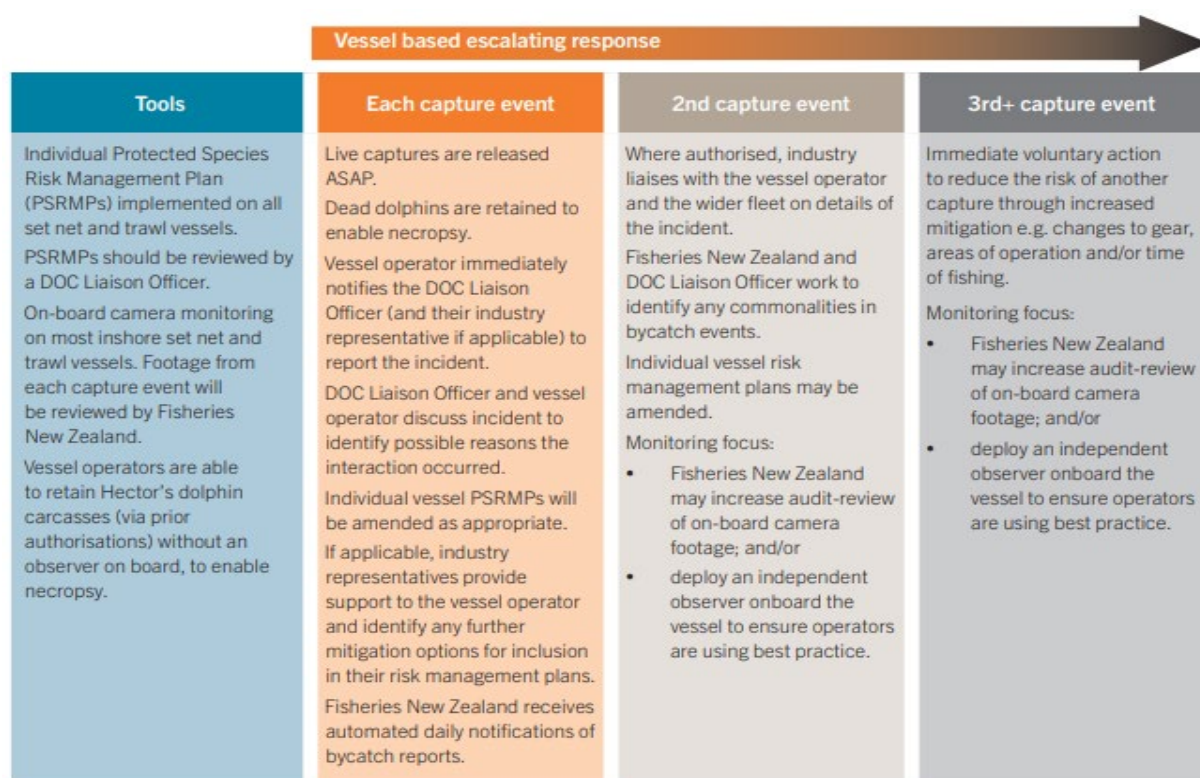 Vessel based escalating response
Tools
Individual Protected Species
Risk Management Plan
(PSRMPs) implemented on all
set net and trawl vessels.
PSRMPs should be reviewed by
a DOC Liaison Officer.
On-board camera monitoring
on most inshore set net and
trawl vessels. Footage from
each capture event will
be reviewed by Fisheries
New Zealand.
Vessel operators are able
to retain Hector's dolphin
carcasses (via prior
authorisations) without an
observer on board, to enable
necropsy.
Each capture event
Live captures are released
ASAP.
Dead dolphins are retained to
enable necropsy.
Vessel operator immediately
notifies the DOC Liaison
Officer (and their industry
representative if applicable) to
report the incident.
DOC Liaison Officer and vessel
operator discuss incident to
identify possible reasons the
interaction occurred.
Individual vessel PSRMPs will
be amended as appropriate.
If applicable, industry
representatives provide
support to the vessel operator
and identify any further
mitigation options for inclusion
in their risk management plans.
Fisheries New Zealand receives
automated daily notifications of
bycatch reports.
2nd capture event
Where authorised, industry
liaises with the vessel operator
and the wider fleet on details of
the incident.
Fisheries New Zealand and
DOC Liaison Officer work to
identify any commonalities in
bycatch events.
Individual vessel risk
management plans may be
amended.
Monitoring focus:
• Fisheries New Zealand
may increase audit-review
of on-board camera
footage; and/or
• deploy an independent
observer onboard the
vessel to ensure operators
are using best practice.
3rd+ capture event
Immediate voluntary action
to reduce the risk of another
capture through increased
mitigation e.g. changes to gear,
areas of operation and/or time
of fishing.
Monitoring focus:
• Fisheries New Zealand
may increase audit-review
of on-board camera
footage; and/or
• deploy an independent
observer onboard the
vessel to ensure operators
are using best practice.